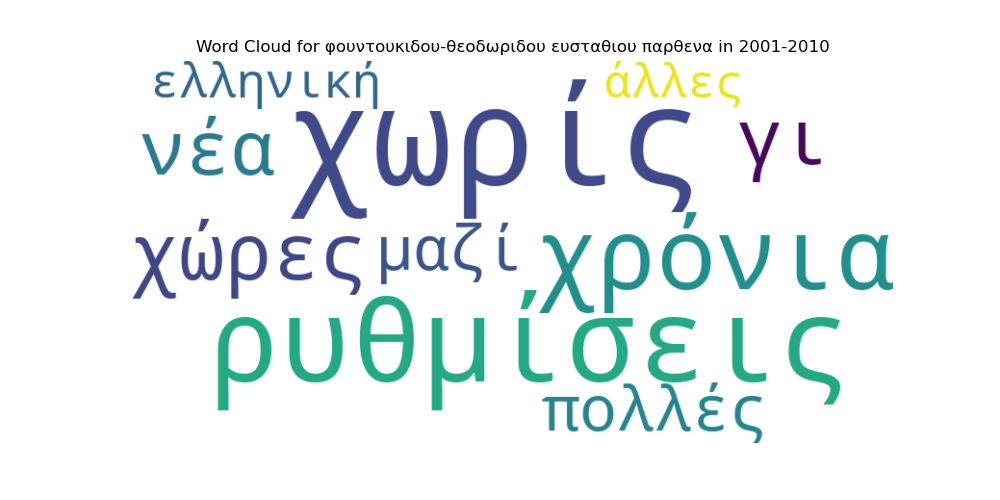 Word Cloud for φουντουκιδου-θεοδωριδου ευσταθιου παρθενα in 2001-2010
ελληνική άλλες
νέα χωρίς γι
χώρες μαζί χρόνια
ρυθμίσεις
πολλές